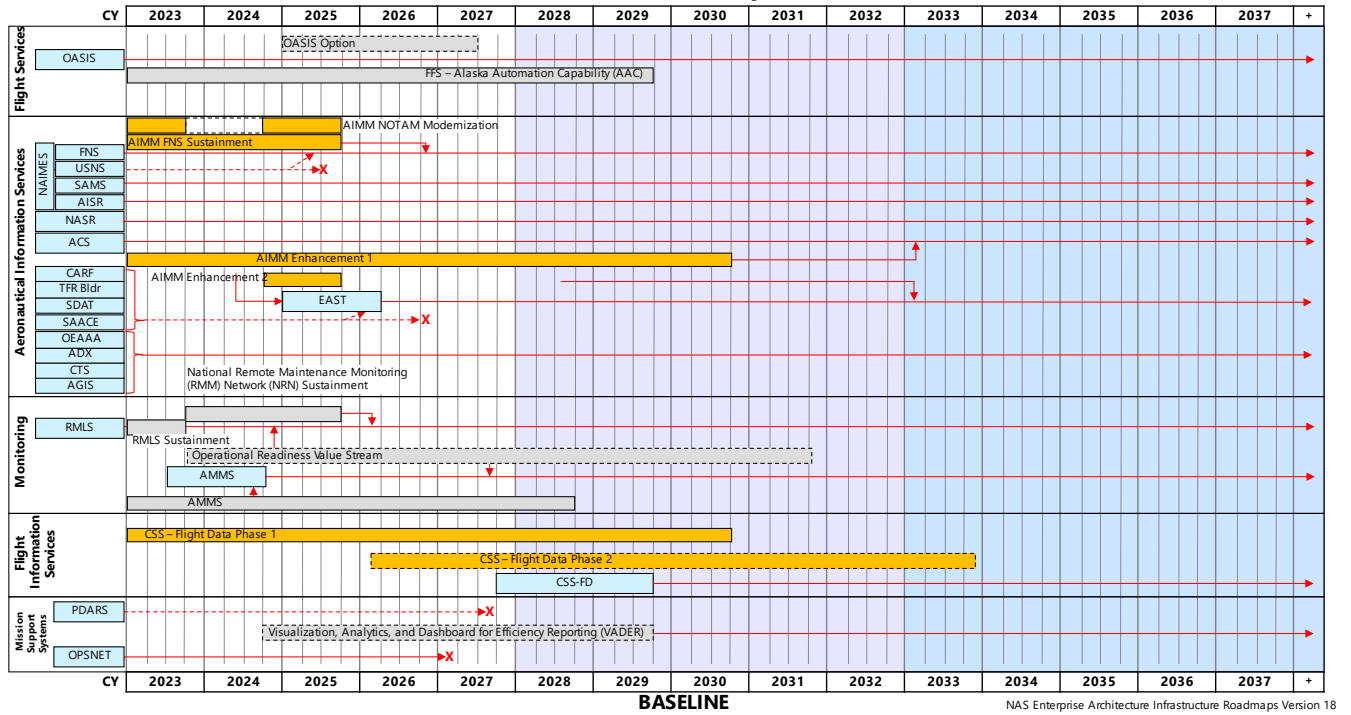 CY 2023 2024 2025 2026 2027 2028 2029 2030 2031 2032 2033 2034 2035 2036 2037 +
Flight Services
OASIS Option
OASIS
FFS – Alaska Automation Capability (AAC)
Aeronautical Information Services
AIMM NOTAM Modernization
AIMM FNS Sustainment
NAIMES
FNS
USNS
X
SAMS
AISR
NASR
ACS
AIMM Enhancement 1
CARF
AIMM Enhancement 2
TFR Bldr
SDAT
EAST
SAACE
X
OEAAA
ADX
CTS
AGIS
National Remote Maintenance Monitoring
(RMM) Network (NRN) Sustainment
Monitoring
RMLS
RMLS Sustainment
Operational Readiness Value Stream
AMMS
AMMS
Flight
Information
Services
CSS – Flight Data Phase 1
CSS – Flight Data Phase 2
CSS-FD
Mission
Support
Systems
PDARS
X
Visualization, Analytics, and Dashboard for Efficiency Reporting (VADER)
OPSNET
X
CY 2023 2024 2025 2026 2027 2028 2029 2030 2031 2032 2033 2034 2035 2036 2037 +
BASELINE
NAS Enterprise Architecture Infrastructure Roadmaps Version 18